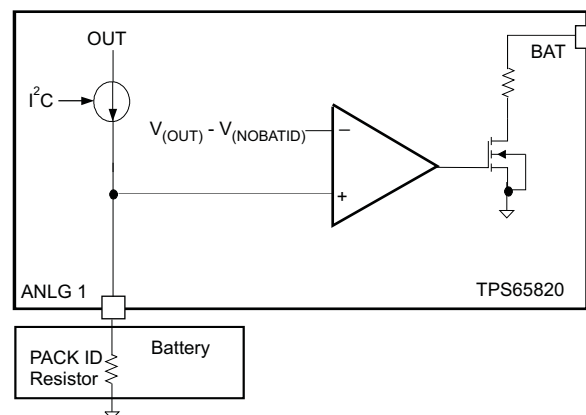 OUT
BAT
I²C
V(OUT) - V(NOBATID)
−
+
ANLG 1
TPS65820
PACK ID
Resistor
Battery